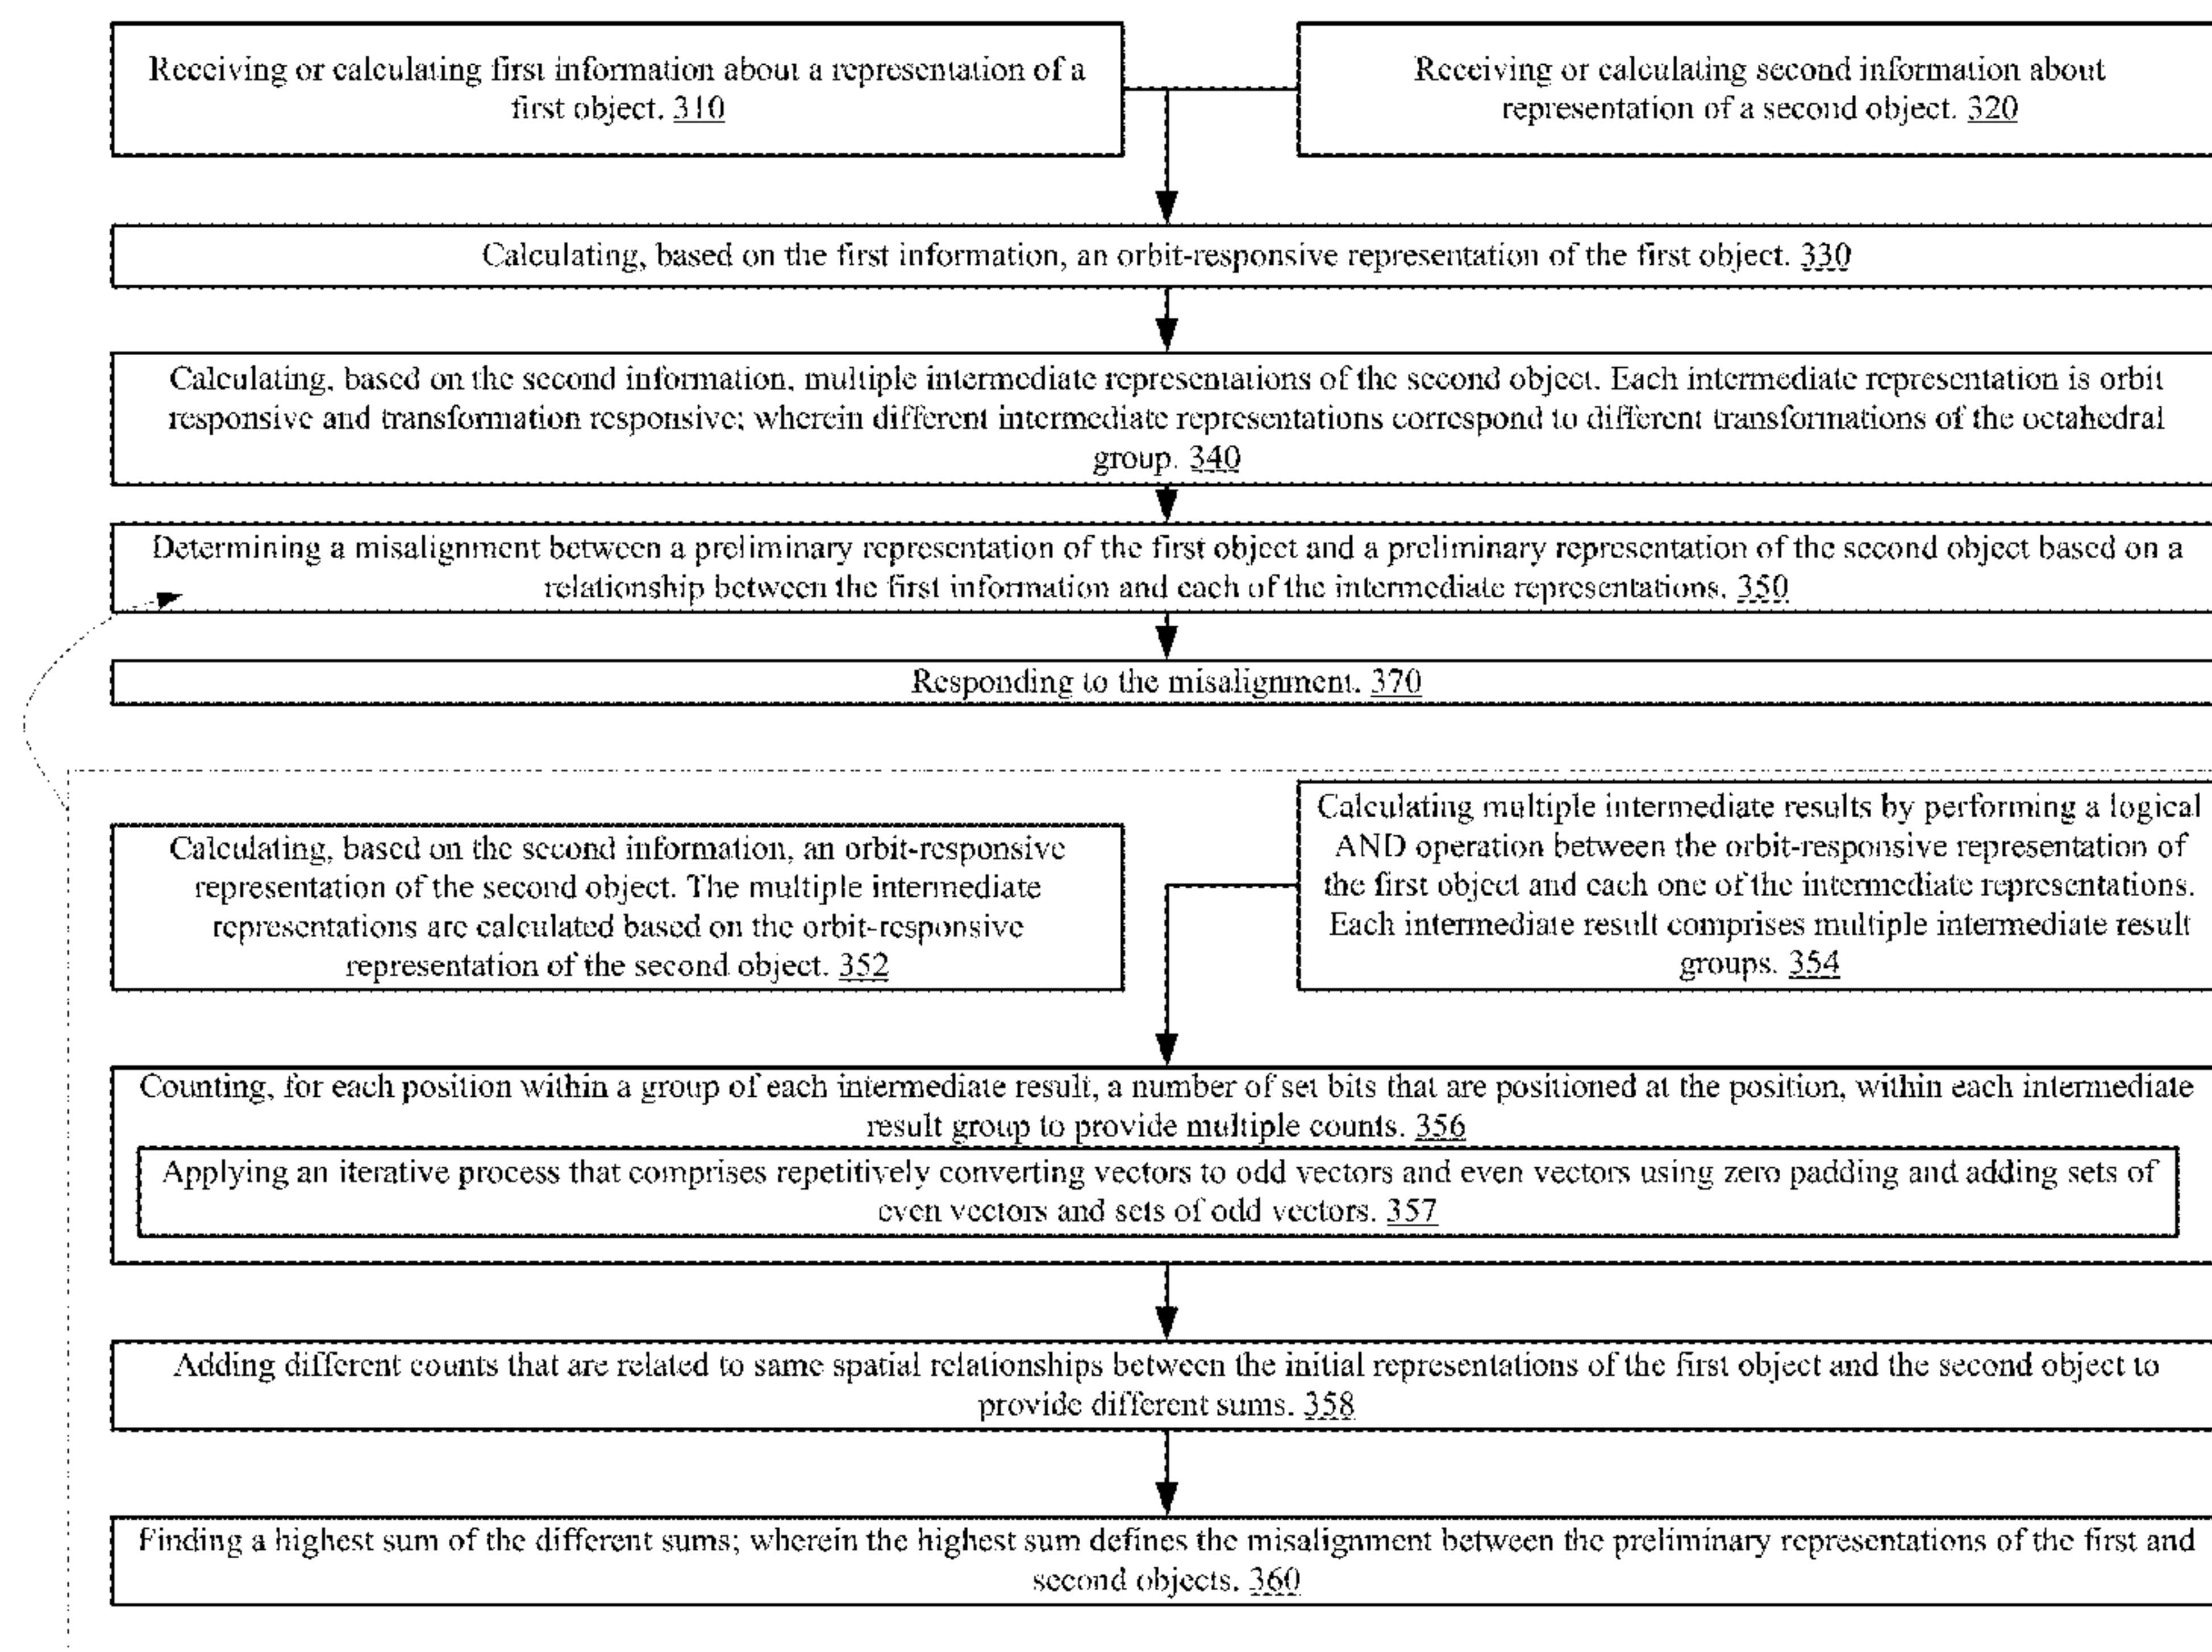 Receiving or calculating first information about a representation of a
first object. 310
Receiving or calculating second information about
representation of a second object. 320
Calculating, based on the first information, an orbit-responsive representation of the first object. 330
Calculating, based on the second information, multiple intermediate representations of the second object. Each intermediate representation is orbit
responsive and transformation responsive; wherein different intermediate representations correspond to different transformations of the octahedral
group. 340
Determining a misalignment between a preliminary representation of the first object and a preliminary representation of the second object based on a
relationship between the first information and each of the intermediate representations. 350
Responding to the misalignment. 370
Calculating, based on the second information, an orbit-responsive
representation of the second object. The multiple intermediate
representations are calculated based on the orbit-responsive
representation of the second object. 352
Calculating multiple intermediate results by performing a logical
AND operation between the orbit-responsive representation of
the first object and each one of the intermediate representations.
Each intermediate result comprises multiple intermediate result
groups. 354
Counting, for each position within a group of each intermediate result, a number of set bits that are positioned at the position, within each intermediate
result group to provide multiple counts. 356
Applying an iterative process that comprises repetitively converting vectors to odd vectors and even vectors using zero padding and adding sets of
even vectors and sets of odd vectors. 357
Adding different counts that are related to same spatial relationships between the initial representations of the first object and the second object to
provide different sums. 358
Finding a highest sum of the different sums; wherein the highest sum defines the misalignment between the preliminary representations of the first and
second objects. 360